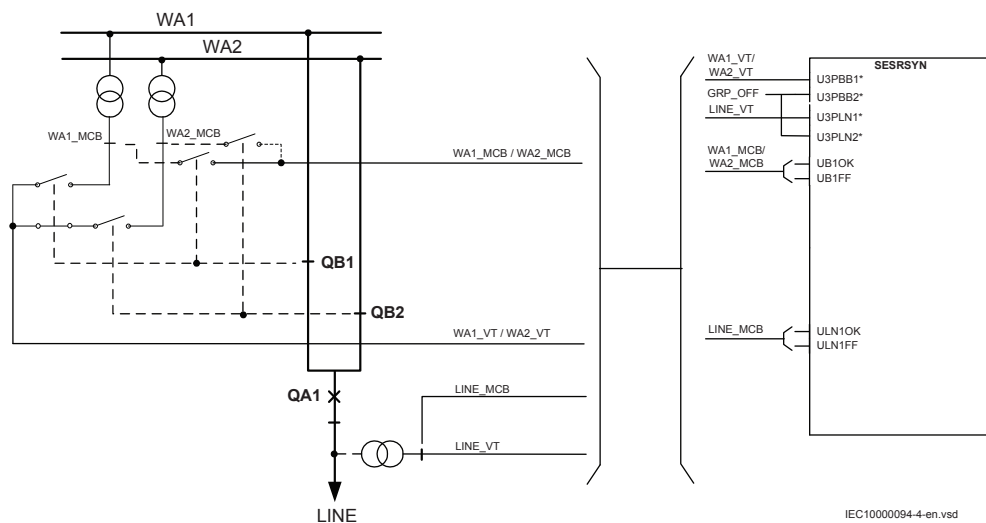 WA1
WA2
WA1_MCB
WA2_MCB
WA1_MCB / WA2_MCB
QB1
QB2
WA1_VT / WA2_VT
QA1
LINE_MCB
LINE_VT
LINE
WA1_VT/
WA2_VT
GRP_OFF
LINE_VT
WA1_MCB/
WA2_MCB
LINE_MCB
SESRSYN
U3PBB1*
U3PBB2*
U3PLN1*
U3PLN2*
UB1OK
UB1FF
ULN1OK
ULN1FF
IEC10000094-4-en.vsd